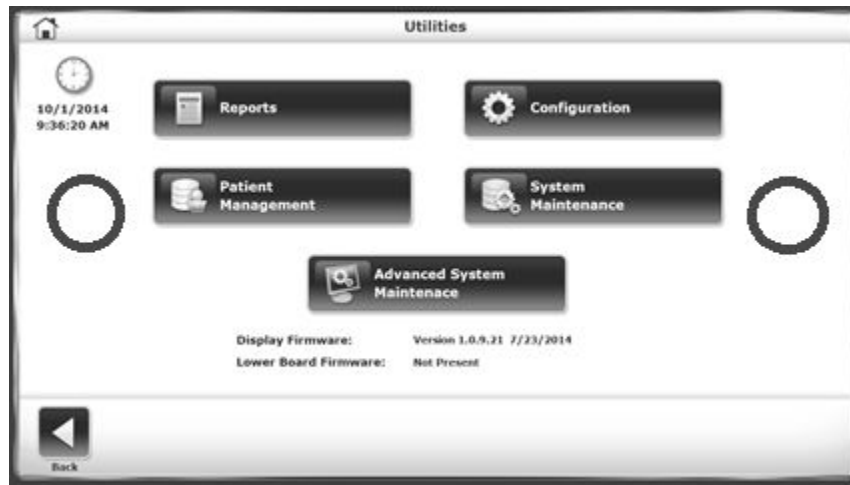 Utilities
10/1/2014
9:36:20 AM
Reports
Configuration
Patient
Management
System
Maintenance
Advanced System
Maintenace
Display Firmware: Version 1.0.9.21 7/23/2014
Lower Board Firmware: Not Present
Back